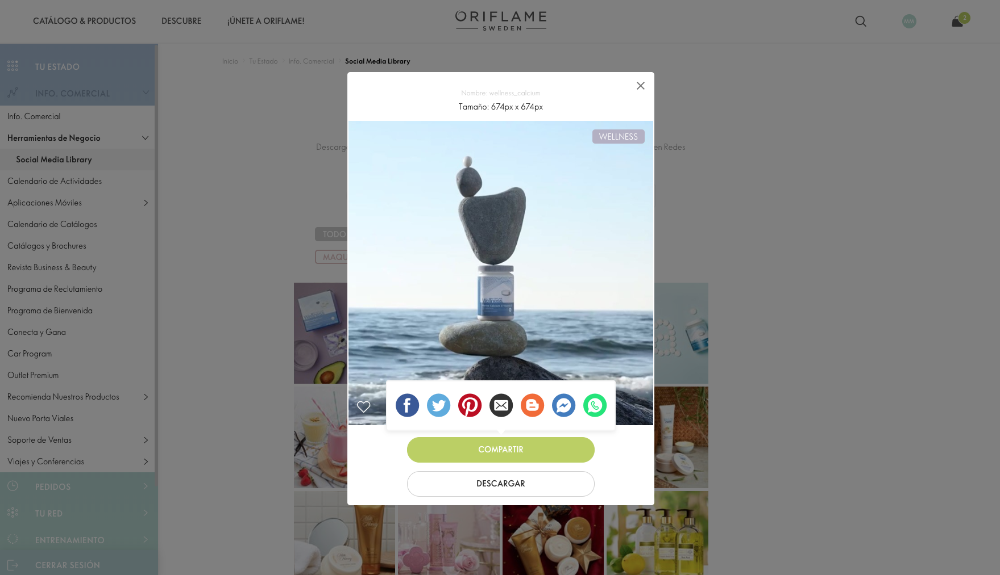 CATÁLOGO & PRODUCTOS
DESCUBRE
¡ÚNETE A ORIFLAME!
ORIFLAME
SWEDEN
MM
2
TU ESTADO
INFO. COMERCIAL
Info. Comercial
Herramientas de Negocio
Social Media Library
Calendario de Actividades
Aplicaciones Móviles
Calendario de Catálogos
Catálogos y Brochures
Revista Business & Beauty
Programa de Reclutamiento
Programa de Bienvenida
Conecta y Gana
Car Program
Outlet Premium
Recomienda Nuestros Productos
Nuevo Porta Viales
Soporte de Ventas
Viajes y Conferencias
PEDIDOS
TU RED
ENTRENAMIENTO
CERRAR SESIÓN
Inicio
Tu Estado
Info. Comercial
Social Media Library
en Redes
TODO
Wellness
Nombre: wellness_calcium
Tamaño: 674px x 674px
WELLNESS
Wellness
COMPARTIR
DESCARGAR
Milk
Honey